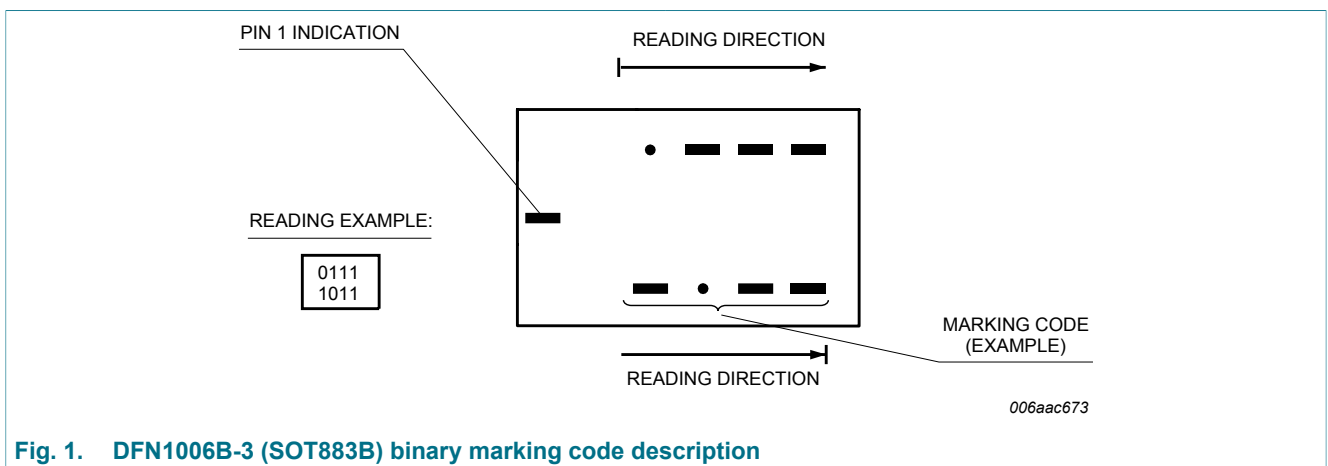 PIN 1 INDICATION
READING DIRECTION
READING EXAMPLE:
0111
1011
MARKING CODE
(EXAMPLE)
READING DIRECTION
006aac673
Fig. 1. DFN1006B-3 (SOT883B) binary marking code description